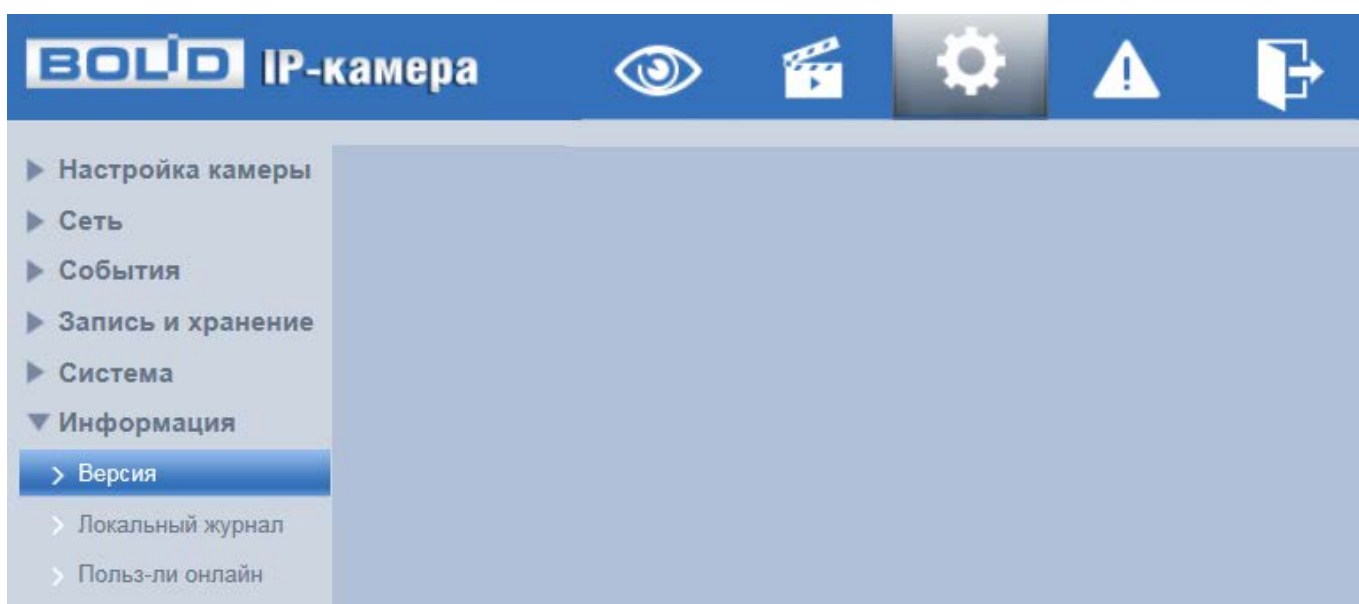 BOLID IP-камера
Настройка камеры
Сеть
События
Запись и хранение
Система
Информация
Версия
Локальный журнал
Польз-ли онлайн